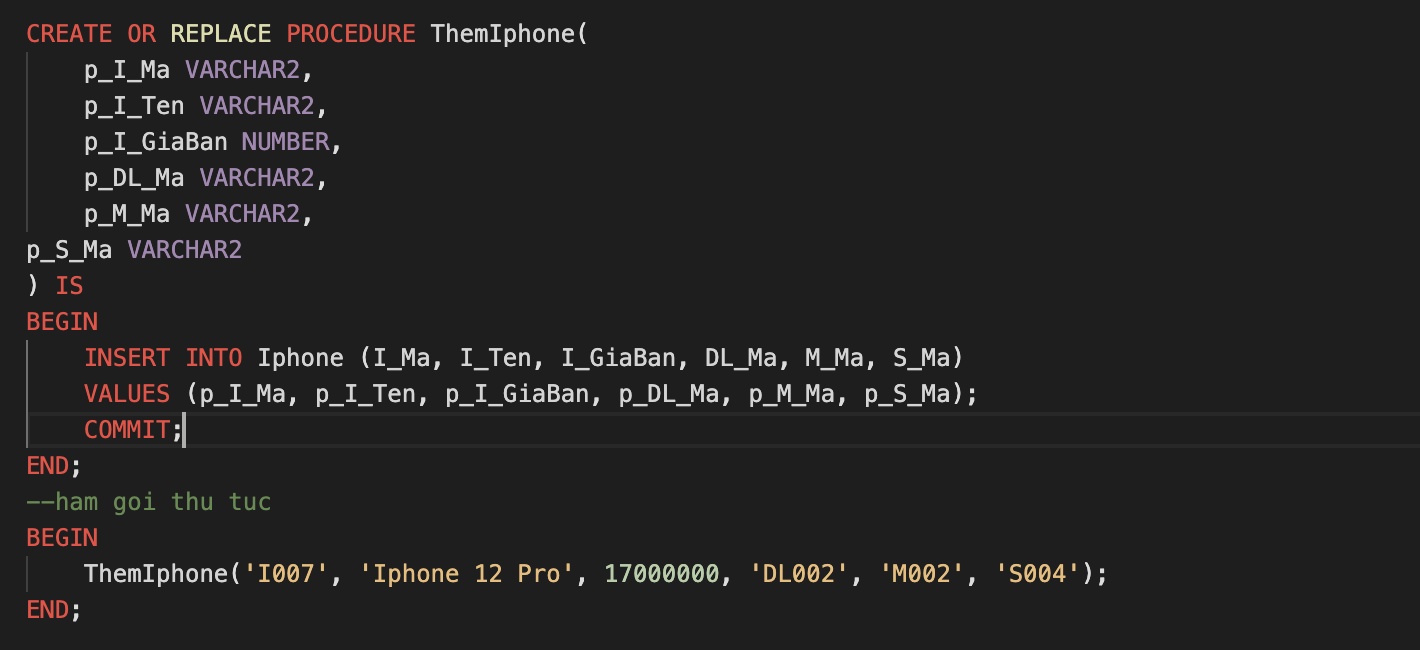 CREATE OR REPLACE PROCEDURE ThemIphone(
    p_I_Ma VARCHAR2,
    p_I_Ten VARCHAR2,
    p_I_GiaBan NUMBER,
    p_DL_Ma VARCHAR2,
    p_M_Ma VARCHAR2,
p_S_Ma VARCHAR2
) IS
BEGIN
    INSERT INTO Iphone (I_Ma, I_Ten, I_GiaBan, DL_Ma, M_Ma, S_Ma)
    VALUES (p_I_Ma, p_I_Ten, p_I_GiaBan, p_DL_Ma, p_M_Ma, p_S_Ma);
    COMMIT;
END;
--ham goi thu tuc
BEGIN
    ThemIphone('I007', 'Iphone 12 Pro', 17000000, 'DL002', 'M002', 'S004');
END;